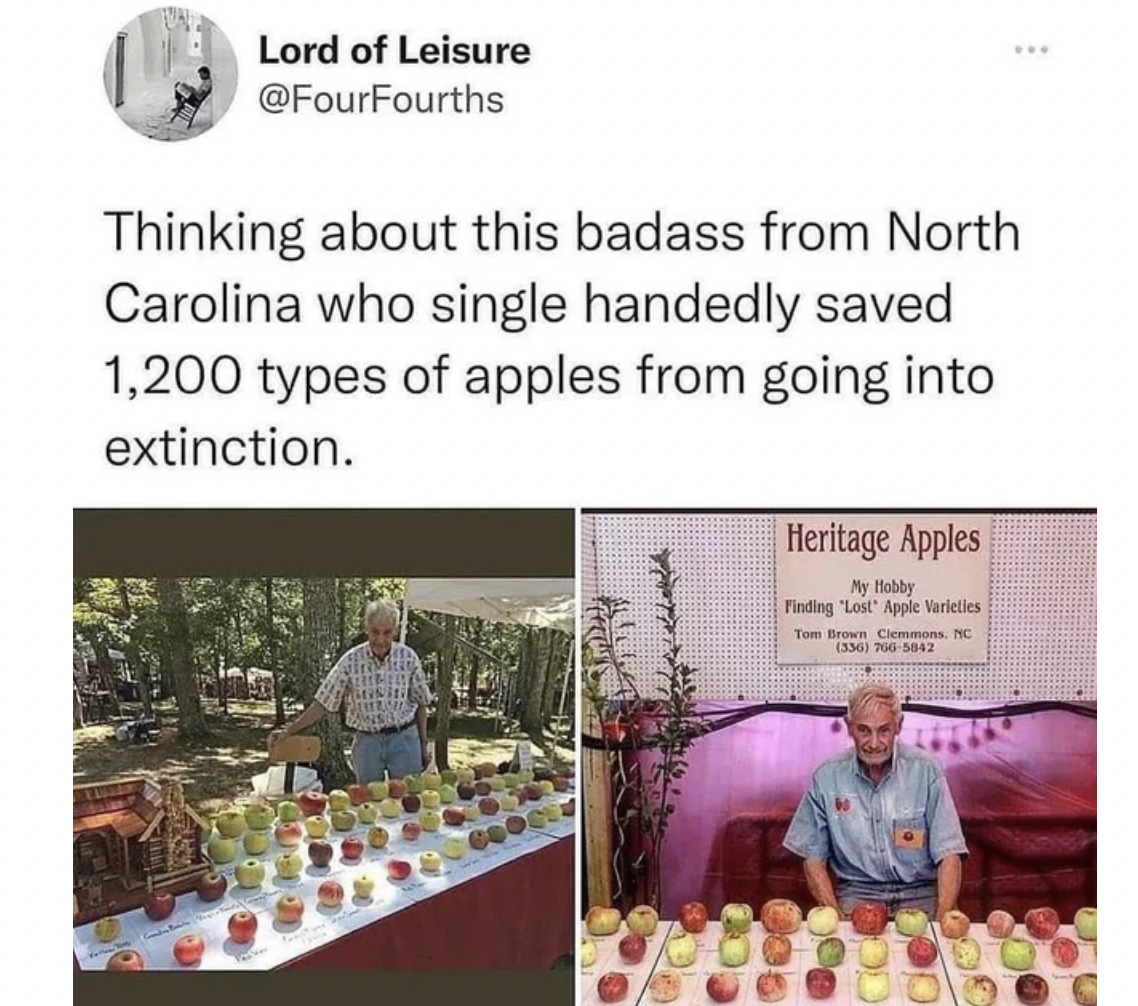 Lord of Leisure
@FourFourths
Thinking about this badass from North
Carolina who single handedly saved
1,200 types of apples from going into
extinction.
Heritage Apples
My Hobby
Finding "Lost" Apple Varieties
Tom Brown Clemmons, NC
(336) 766-5842